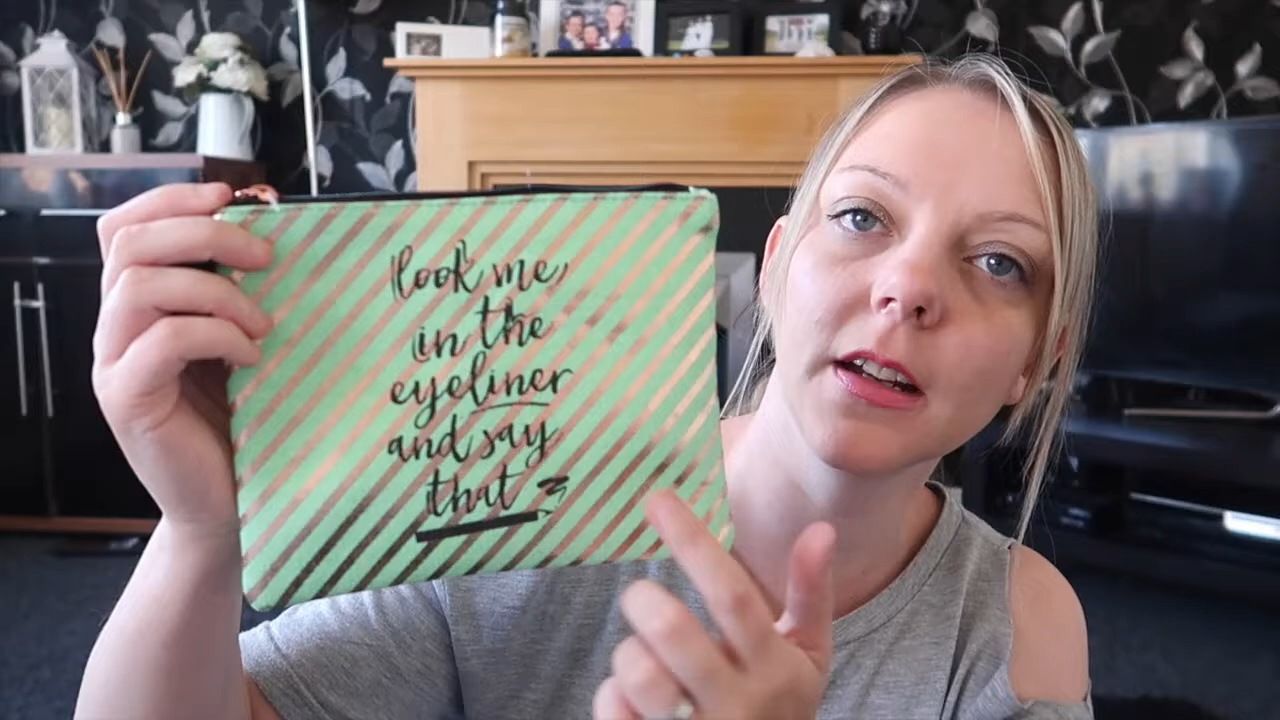 look me
in the
eyeliner
and say
that